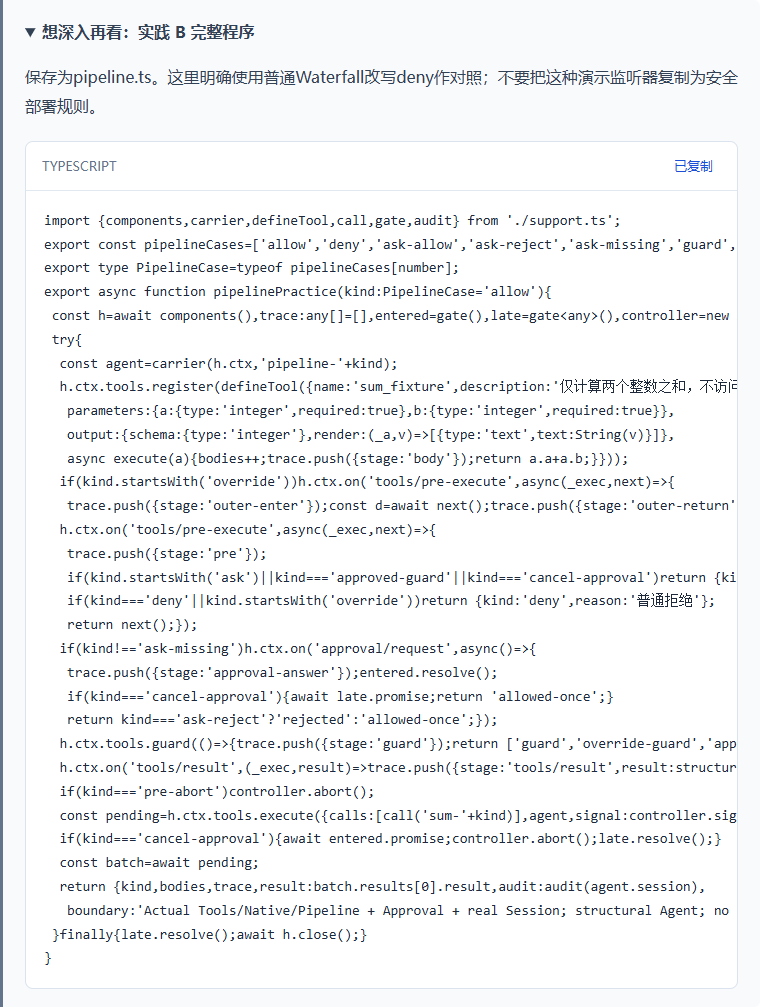 ▼ 想深入再看：实践 B 完整程序
保存为pipeline.ts。这里明确使用普通Waterfall改写deny作对照；不要把这种演示监听器复制为安全
部署规则。
TYPESCRIPT
已复制
import {components,carrier,defineTool,call,gate,audit} from './support.ts';
export const pipelineCases=['allow','deny','ask-allow','ask-reject','ask-missing','guard',
export type PipelineCase=typeof pipelineCases[number];
export async function pipelinePractice(kind:PipelineCase='allow'){
 const h=await components(),trace:any[]=[],entered=gate(),late=gate<any>(),controller=new
 try{
  const agent=carrier(h.ctx,'pipeline-'+kind);
  h.ctx.tools.register(defineTool({name:'sum_fixture',description:'仅计算两个整数之和，不访问
   parameters:{a:{type:'integer',required:true},b:{type:'integer',required:true}},
   output:{schema:{type:'integer'},render:(_a,v)=>[{type:'text',text:String(v)}]},
   async execute(a){bodies++;trace.push({stage:'body'});return a.a+a.b;}}));
  if(kind.startsWith('override'))h.ctx.on('tools/pre-execute',async(_exec,next)=>{
   trace.push({stage:'outer-enter'});const d=await next();trace.push({stage:'outer-return'
  h.ctx.on('tools/pre-execute',async(_exec,next)=>{
   trace.push({stage:'pre'});
   if(kind.startsWith('ask')||kind==='approved-guard'||kind==='cancel-approval')return {ki
   if(kind==='deny'||kind.startsWith('override'))return {kind:'deny',reason:'普通拒绝'};
   return next();});
  if(kind!=='ask-missing')h.ctx.on('approval/request',async()=>{
   trace.push({stage:'approval-answer'});entered.resolve();
   if(kind==='cancel-approval'){await late.promise;return 'allowed-once';}
   return kind==='ask-reject'?'rejected':'allowed-once';});
  h.ctx.tools.guard(()=>{trace.push({stage:'guard'});return ['guard','override-guard','app
  h.ctx.on('tools/result',(_exec,result)=>trace.push({stage:'tools/result',result:structur
  if(kind==='pre-abort')controller.abort();
  const pending=h.ctx.tools.execute({calls:[call('sum-'+kind)],agent,signal:controller.sig
  if(kind==='cancel-approval'){await entered.promise;controller.abort();late.resolve();}
  const batch=await pending;
  return {kind,bodies,trace,result:batch.results[0].result,audit:audit(agent.session),
   boundary:'Actual Tools/Native/Pipeline + Approval + real Session; structural Agent; no
 }finally{late.resolve();await h.close();}
}